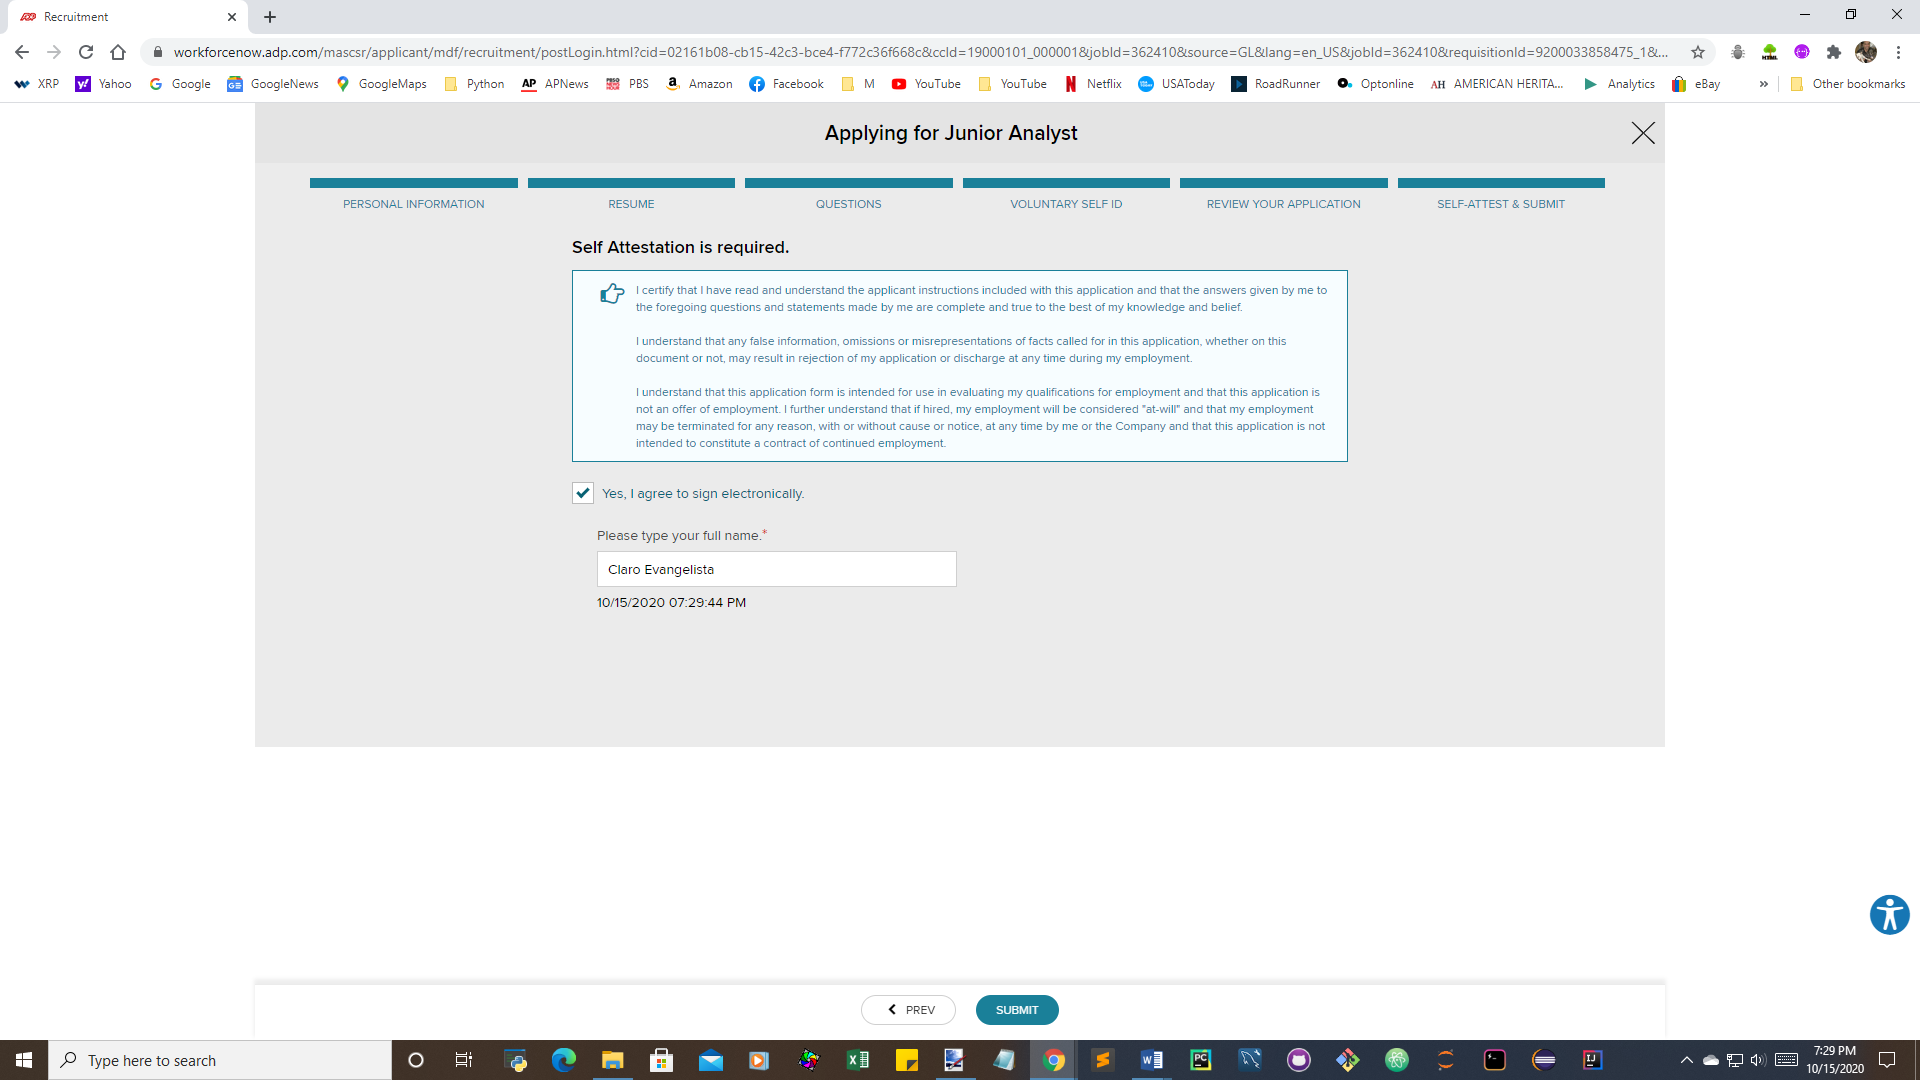 Recruitment
workforcenow.adp.com/mascsr/applicant/mdf/recruitment/postLogin.html?cid=02161b08-cb15-42c3-bce4-f772c36f668c&ccId=19000101_000001&jobId=362410&source=GL&lang=en_US&jobId=362410&requisitionId=9200033858475_1&...
XRP Yahoo Google GoogleNews GoogleMaps Python APNews PBS Amazon Facebook M YouTube YouTube Netflix USAToday RoadRunner Optonline AMERICAN HERITA... Analytics eBay » Other bookmarks
Applying for Junior Analyst
PERSONAL INFORMATION RESUME QUESTIONS VOLUNTARY SELF ID REVIEW YOUR APPLICATION SELF-ATTEST & SUBMIT
Self Attestation is required.
I certify that I have read and understand the applicant instructions included with this application and that the answers given by me to
the foregoing questions and statements made by me are complete and true to the best of my knowledge and belief.
I understand that any false information, omissions or misrepresentations of facts called for in this application, whether on this
document or not, may result in rejection of my application or discharge at any time during my employment.
I understand that this application form is intended for use in evaluating my qualifications for employment and that this application is
not an offer of employment. I further understand that if hired, my employment will be considered "at-will" and that my employment
may be terminated for any reason, with or without cause or notice, at any time by me or the Company and that this application is not
intended to constitute a contract of continued employment.
Yes, I agree to sign electronically.
Please type your full name.*
Claro Evangelista
10/15/2020 07:29:44 PM
PREV SUBMIT
Type here to search
7:29 PM
10/15/2020